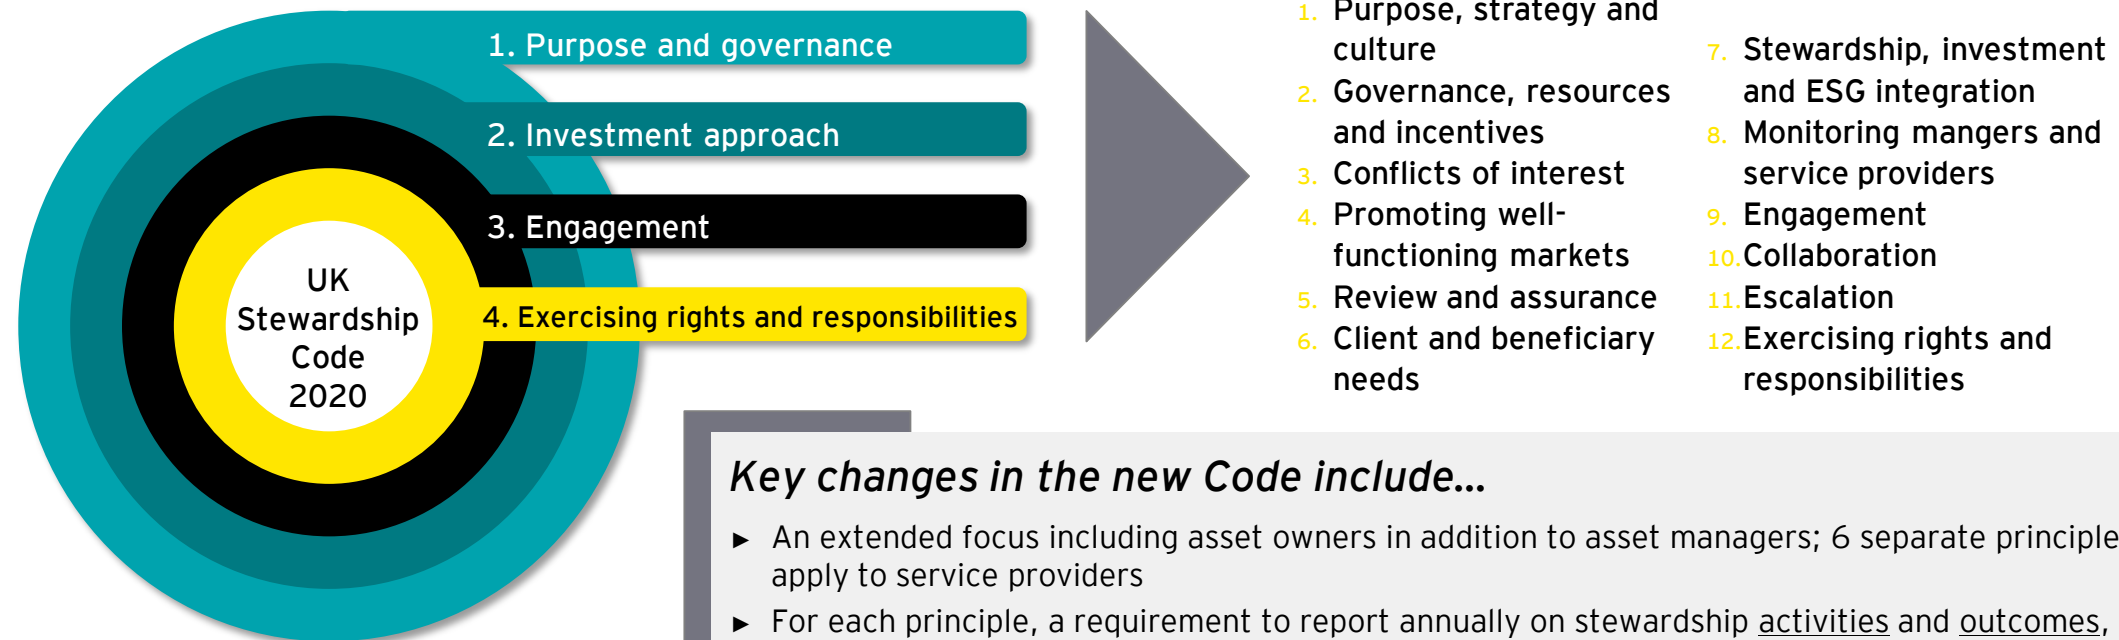 1. Purpose and governance
2. Investment approach
3. Engagement
4. Exercising rights and responsibilities
UK
Stewardship
Code
2020
1. Purpose, strategy and
culture
2. Governance, resources
and incentives
3. Conflicts of interest
4. Promoting well-
functioning markets
5. Review and assurance
6. Client and beneficiary
needs
7. Stewardship, investment
and ESG integration
8. Monitoring mangers and
service providers
9. Engagement
10. Collaboration
11. Escalation
12. Exercising rights and
responsibilities
Key changes in the new Code include...
► An extended focus including asset owners in addition to asset managers; 6 separate principle
apply to service providers
► For each principle, a requirement to report annually on stewardship activities and outcomes,